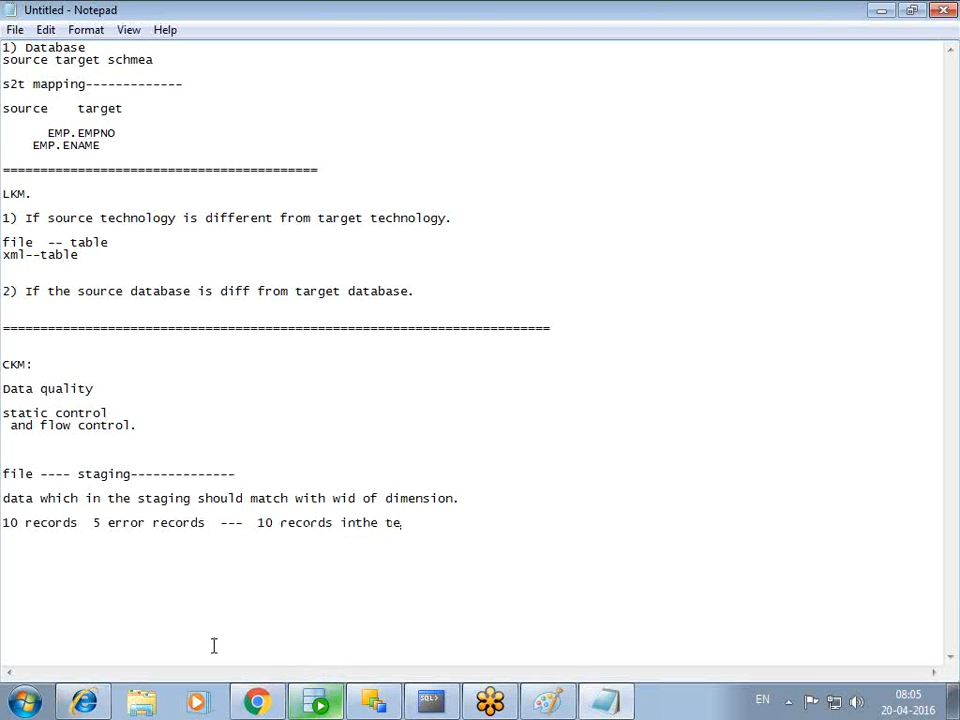 Untitled - Notepad
File Edit Format View Help
1) Database
source target schmea
s2t mapping-------------
source target
EMP.EMPNO
EMP.ENAME
==========================================
LKM.
1) If source technology is different from target technology.
file -- table
xml--table
2) If the source database is diff from target database.
=========================================================================
CKM:
Data quality
static control
and flow control.
file ---- staging--------------
data which in the staging should match with wid of dimension.
10 records 5 error records --- 10 records inthe te,
SQL>
EN
08:05
20-04-2016